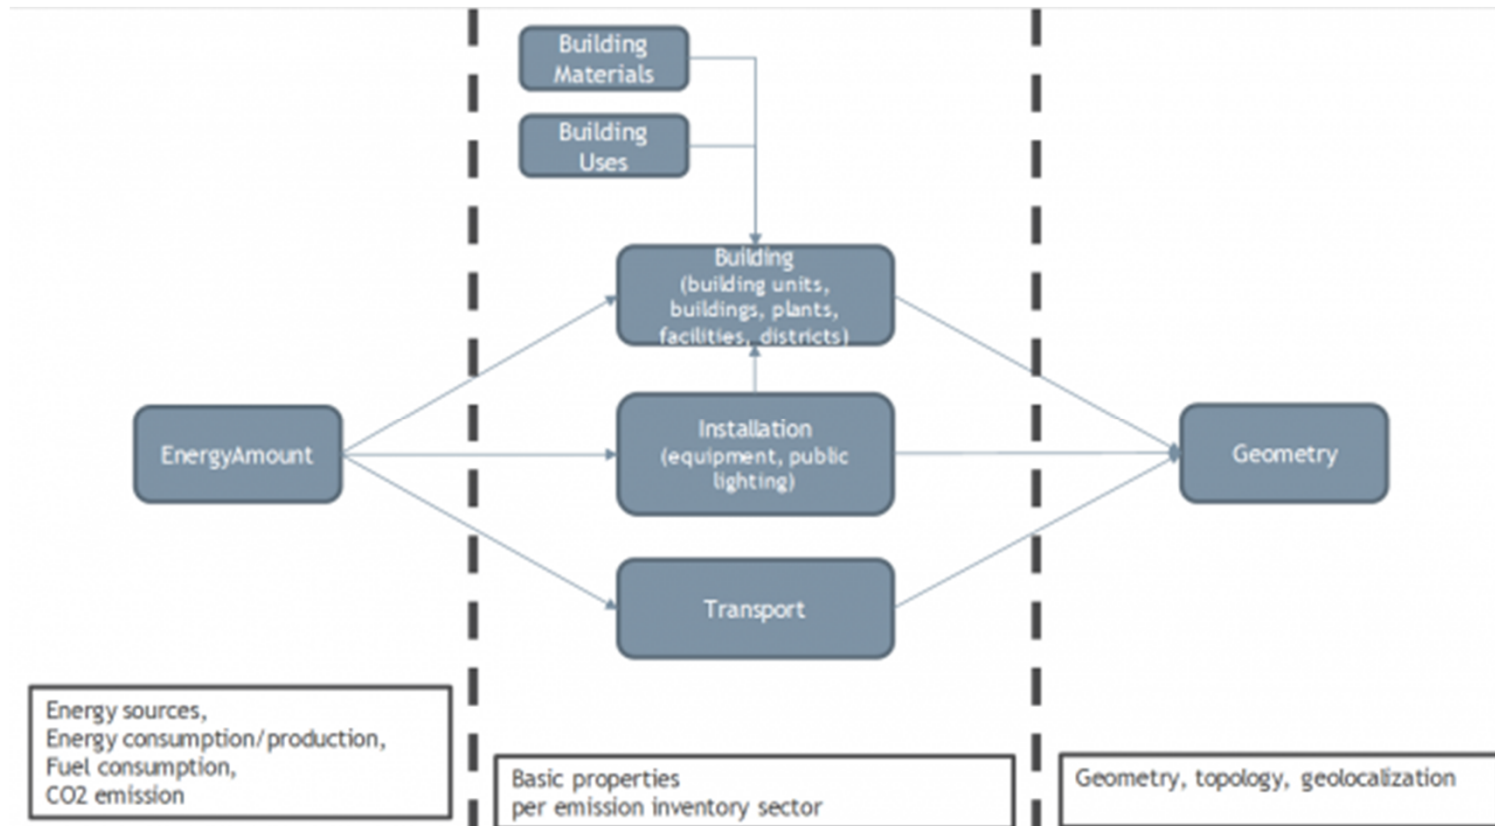 Building
Materials
Building
Uses
Building
(building units,
buildings, plants,
facilities, districts)
EnergyAmount
Installation
(equipment, public
lighting)
Geometry
Transport
Energy sources,
Energy consumption/production,
Fuel consumption,
CO2 emission
Basic properties
per emission inventory sector
Geometry, topology, geolocalization